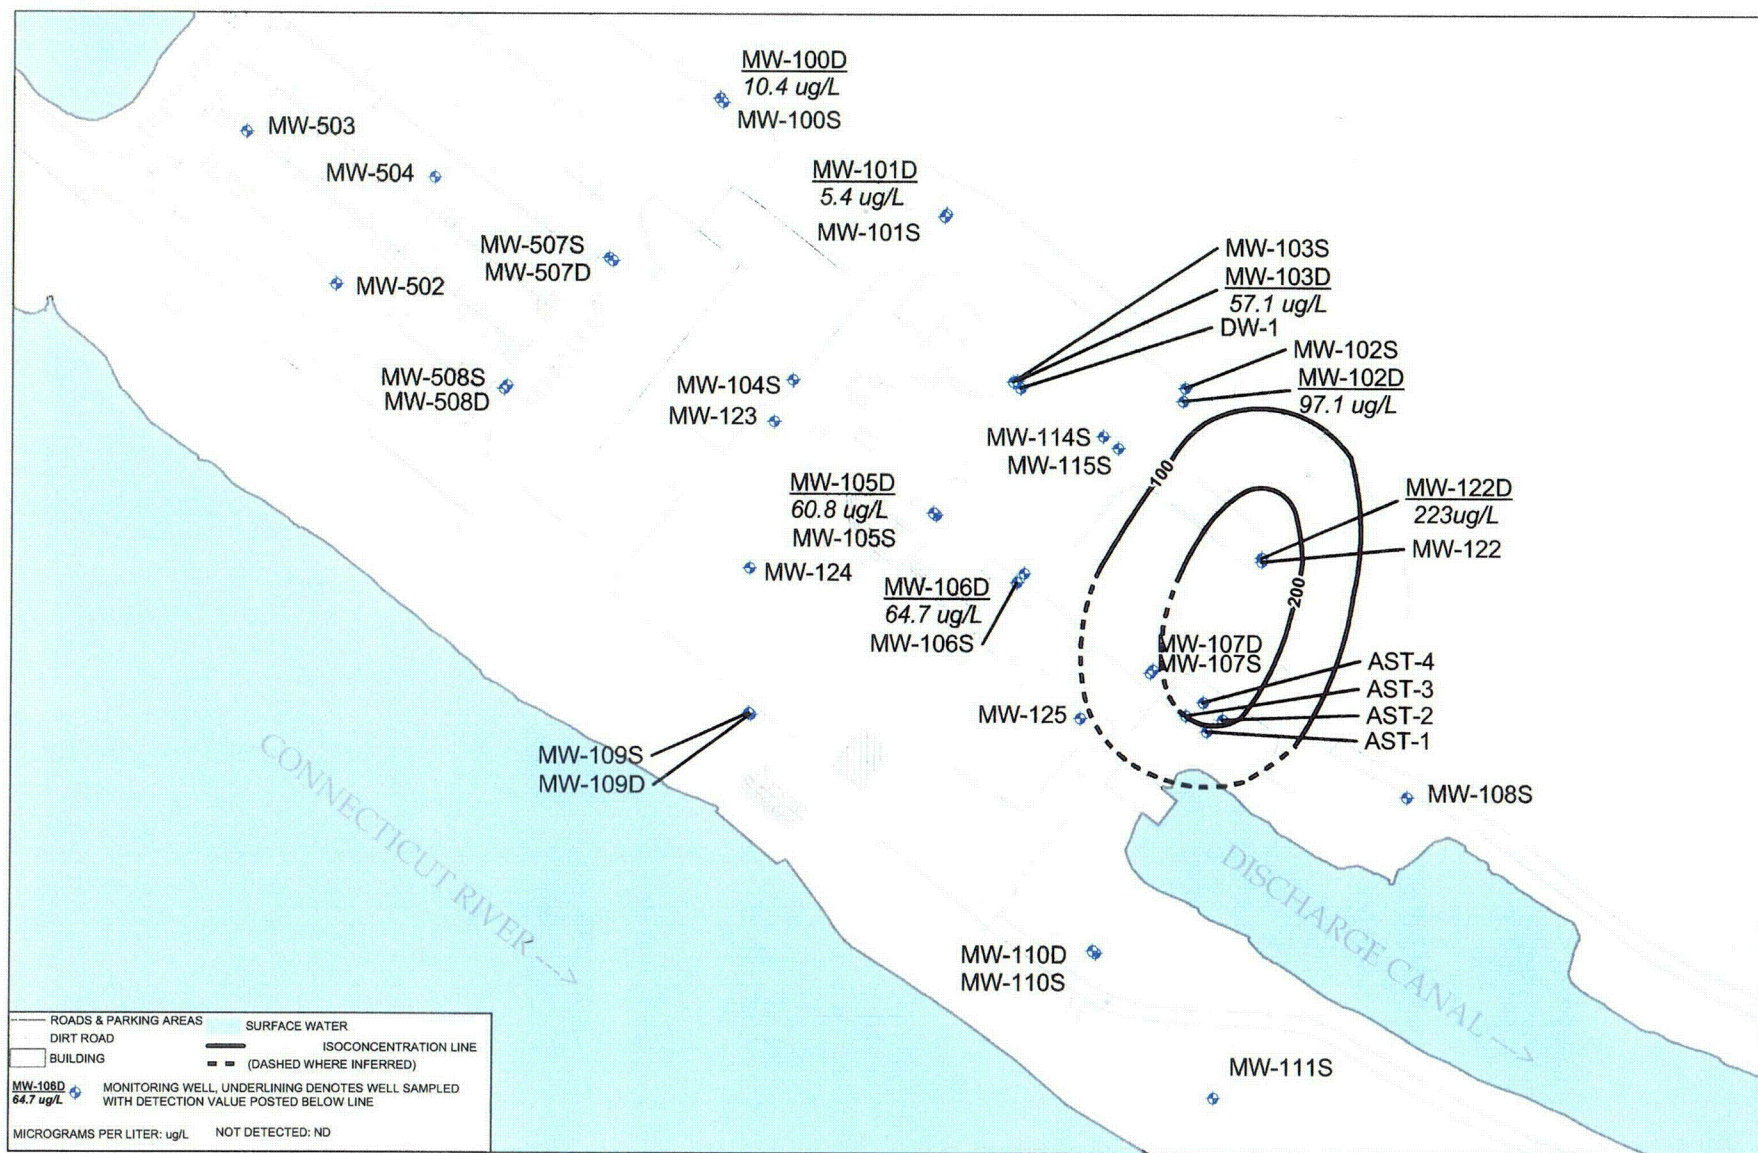 MW-100D
10.4 ug/L
MW-100S
MW-503
MW-504
MW-101D
5.4 ug/L
MW-101S
MW-507S
MW-507D
MW-502
MW-103S
MW-103D
57.1 ug/L
DW-1
MW-102S
MW-102D
97.1 ug/L
MW-508S
MW-508D
MW-104S
MW-123
MW-114S
MW-115S
100
MW-105D
60.8 ug/L
MW-105S
MW-122D
223ug/L
MW-122
MW-124
MW-106D
64.7 ug/L
MW-106S
200
MW-107D
MW-107S
AST-4
AST-3
AST-2
AST-1
MW-125
MW-109S
MW-109D
MW-108S
CONNECTICUT RIVER --->
DISCHARGE CANAL --->
MW-110D
MW-110S
MW-111S
ROADS & PARKING AREAS
DIRT ROAD
BUILDING
SURFACE WATER
ISOCONCENTRATION LINE
(DASHED WHERE INFERRED)
MW-106D
64.7 ug/L
MONITORING WELL, UNDERLINING DENOTES WELL SAMPLED
WITH DETECTION VALUE POSTED BELOW LINE
MICROGRAMS PER LITER: ug/L NOT DETECTED: ND